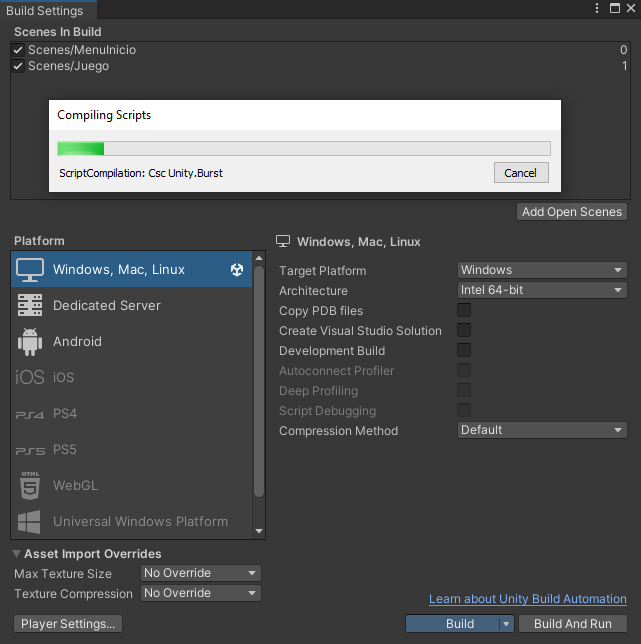 Build Settings
Scenes In Build
Scenes/MenuInicio 0
Scenes/Juego 1
Compiling Scripts
ScriptCompilation: Csc Unity.Burst
Cancel
Add Open Scenes
Platform
Windows, Mac, Linux
Dedicated Server
Android
iOS iOS
PS4 PS4
PS5 PS5
HTML 5 WebGL
Universal Windows Platform
Windows, Mac, Linux
Target Platform Windows
Architecture Intel 64-bit
Copy PDB files
Create Visual Studio Solution
Development Build
Autoconnect Profiler
Deep Profiling
Script Debugging
Compression Method Default
Asset Import Overrides
Max Texture Size No Override
Texture Compression No Override
Learn about Unity Build Automation
Player Settings...
Build
Build And Run